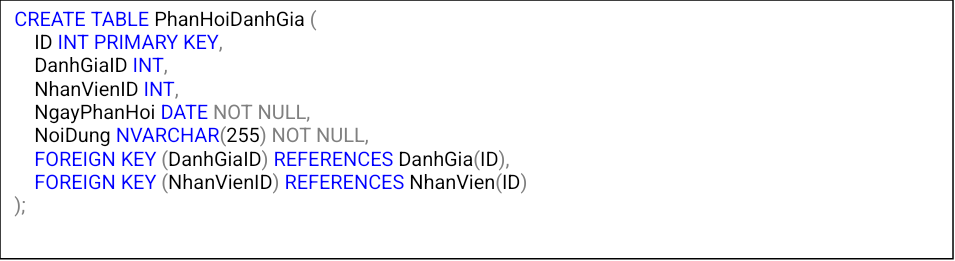 CREATE TABLE PhanHoiDanhGia (
ID INT PRIMARY KEY,
DanhGiaID INT,
NhanVienID INT,
NgayPhanHoi DATE NOT NULL,
NoiDung NVARCHAR(255) NOT NULL,
FOREIGN KEY (DanhGiaID) REFERENCES DanhGia(ID),
FOREIGN KEY (NhanVienID) REFERENCES NhanVien(ID)
);